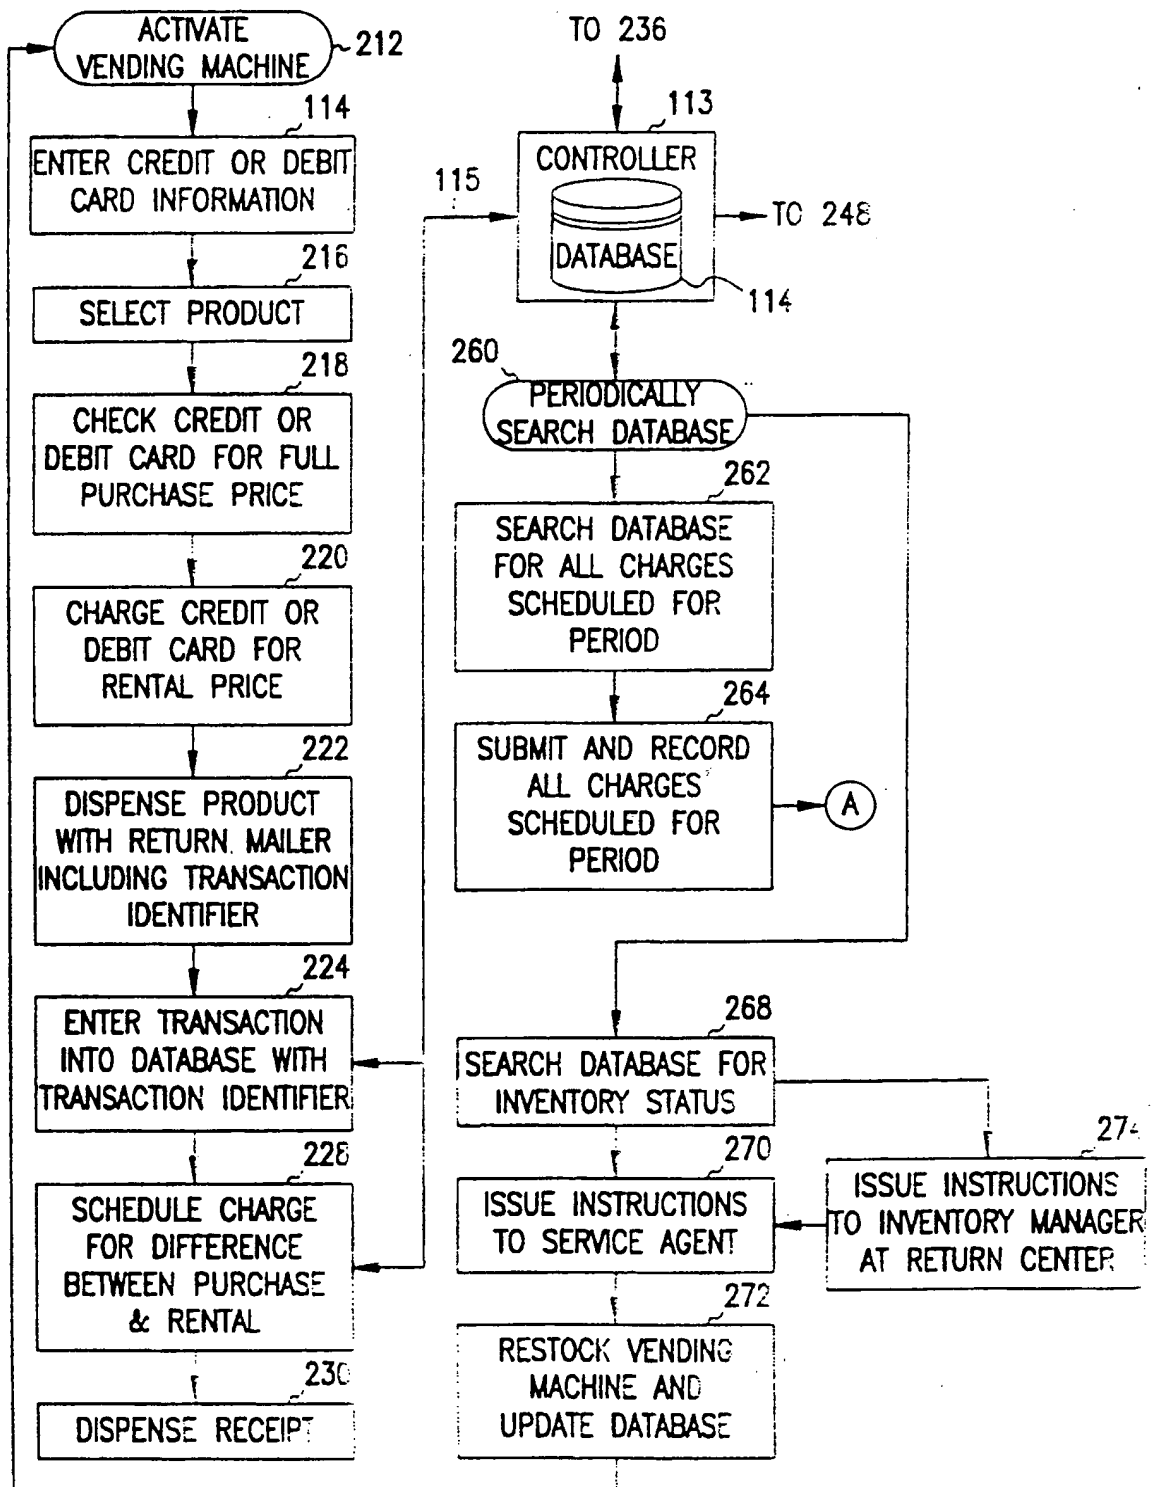 ACTIVATE
VENDING MACHINE
212
114
ENTER CREDIT OR DEBIT
CARD INFORMATION
216
SELECT PRODUCT
218
CHECK CREDIT OR
DEBIT CARD FOR FULL
PURCHASE PRICE
220
CHARGE CREDIT OR
DEBIT CARD FOR
RENTAL PRICE
222
DISPENSE PRODUCT
WITH RETURN MAILER
INCLUDING TRANSACTION
IDENTIFIER
224
ENTER TRANSACTION
INTO DATABASE WITH
TRANSACTION IDENTIFIER
228
SCHEDULE CHARGE
FOR DIFFERENCE
BETWEEN PURCHASE
& RENTAL
230
DISPENSE RECEIPT
TO 236
113
CONTROLLER
115
TO 248
DATABASE
114
260
PERIODICALLY
SEARCH DATABASE
262
SEARCH DATABASE
FOR ALL CHARGES
SCHEDULED FOR
PERIOD
264
SUBMIT AND RECORD
ALL CHARGES
SCHEDULED FOR
PERIOD
A
268
SEARCH DATABASE FOR
INVENTORY STATUS
270
ISSUE INSTRUCTIONS
TO SERVICE AGENT
274
ISSUE INSTRUCTIONS
TO INVENTORY MANAGER
AT RETURN CENTER
272
RESTOCK VENDING
MACHINE AND
UPDATE DATABASE